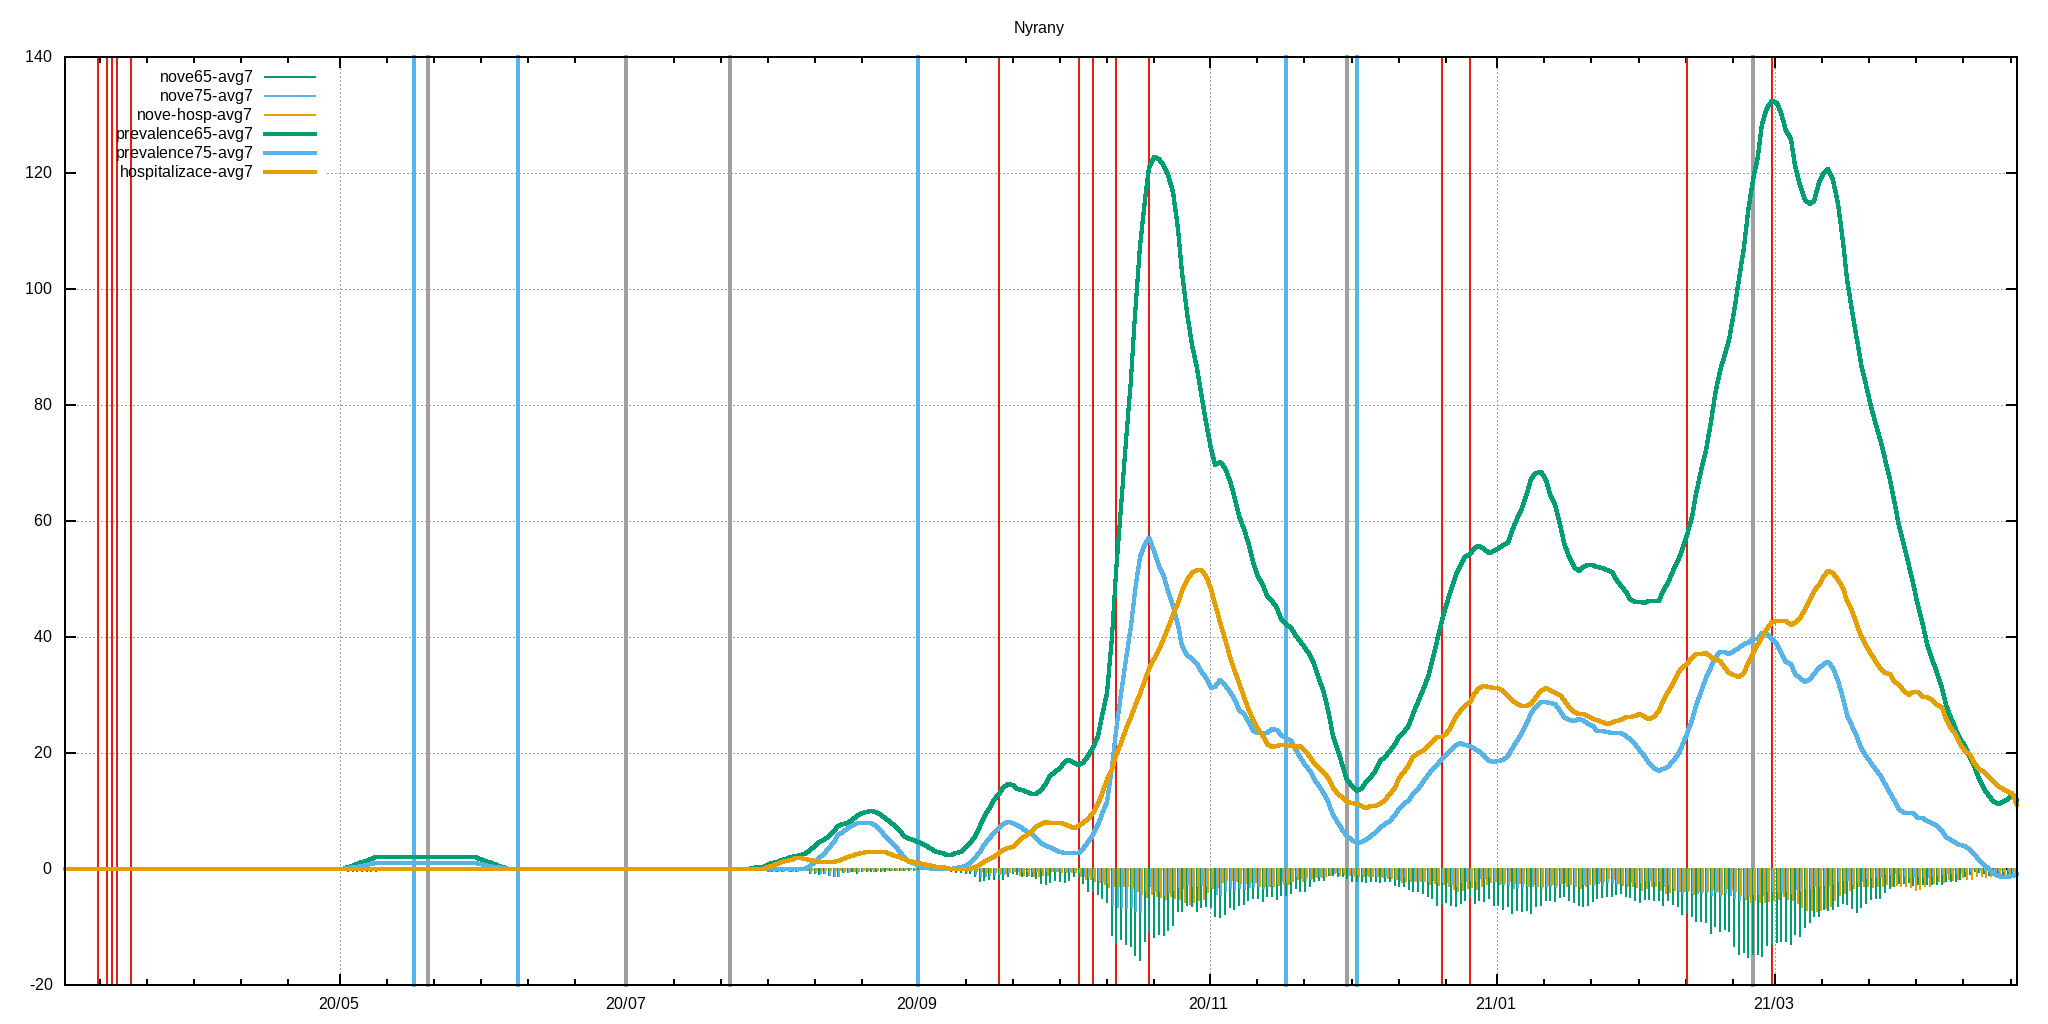 Nyrany
140
120
100
80
60
40
20
0
-20
nove65-avg7
nove75-avg7
nove-hosp-avg7
prevalence65-avg7
prevalence75-avg7
hospitalizace-avg7
20/05 20/07 20/09 20/11 21/01 21/03